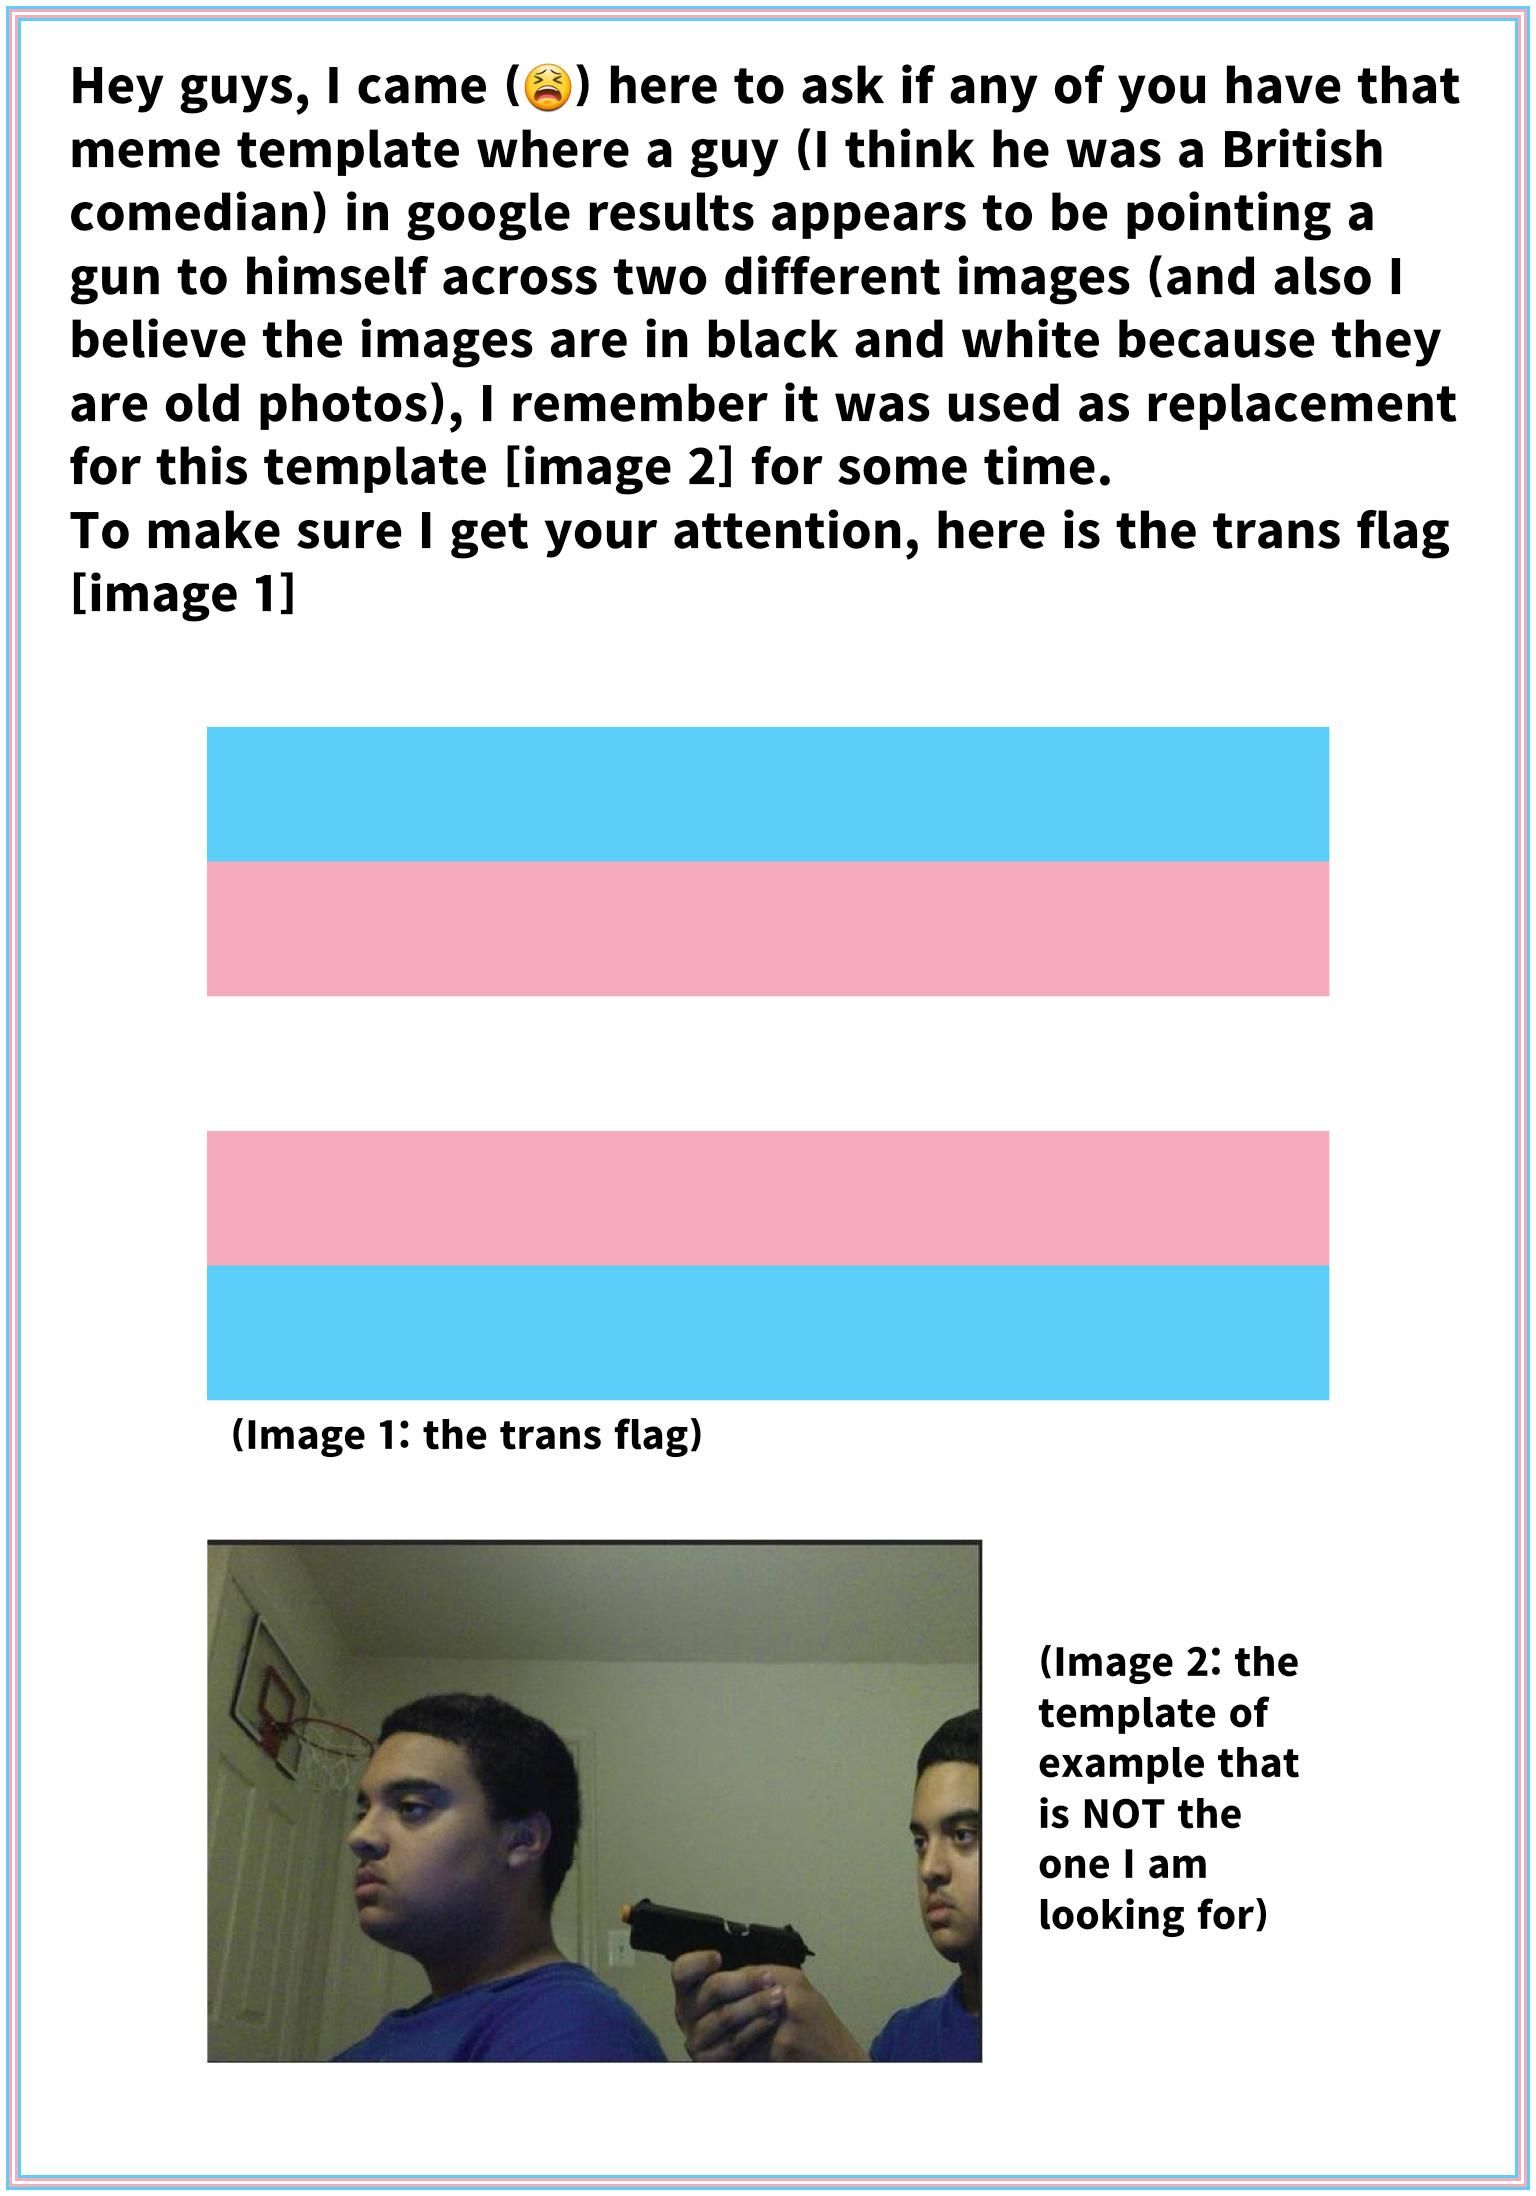 Hey guys, I came (😫) here to ask if any of you have that
meme template where a guy (I think he was a British
comedian) in google results appears to be pointing a
gun to himself across two different images (and also I
believe the images are in black and white because they
are old photos), I remember it was used as replacement
for this template [image 2] for some time.
To make sure I get your attention, here is the trans flag
[image 1]
(Image 1: the trans flag)
(Image 2: the
template of
example that
is NOT the
one I am
looking for)